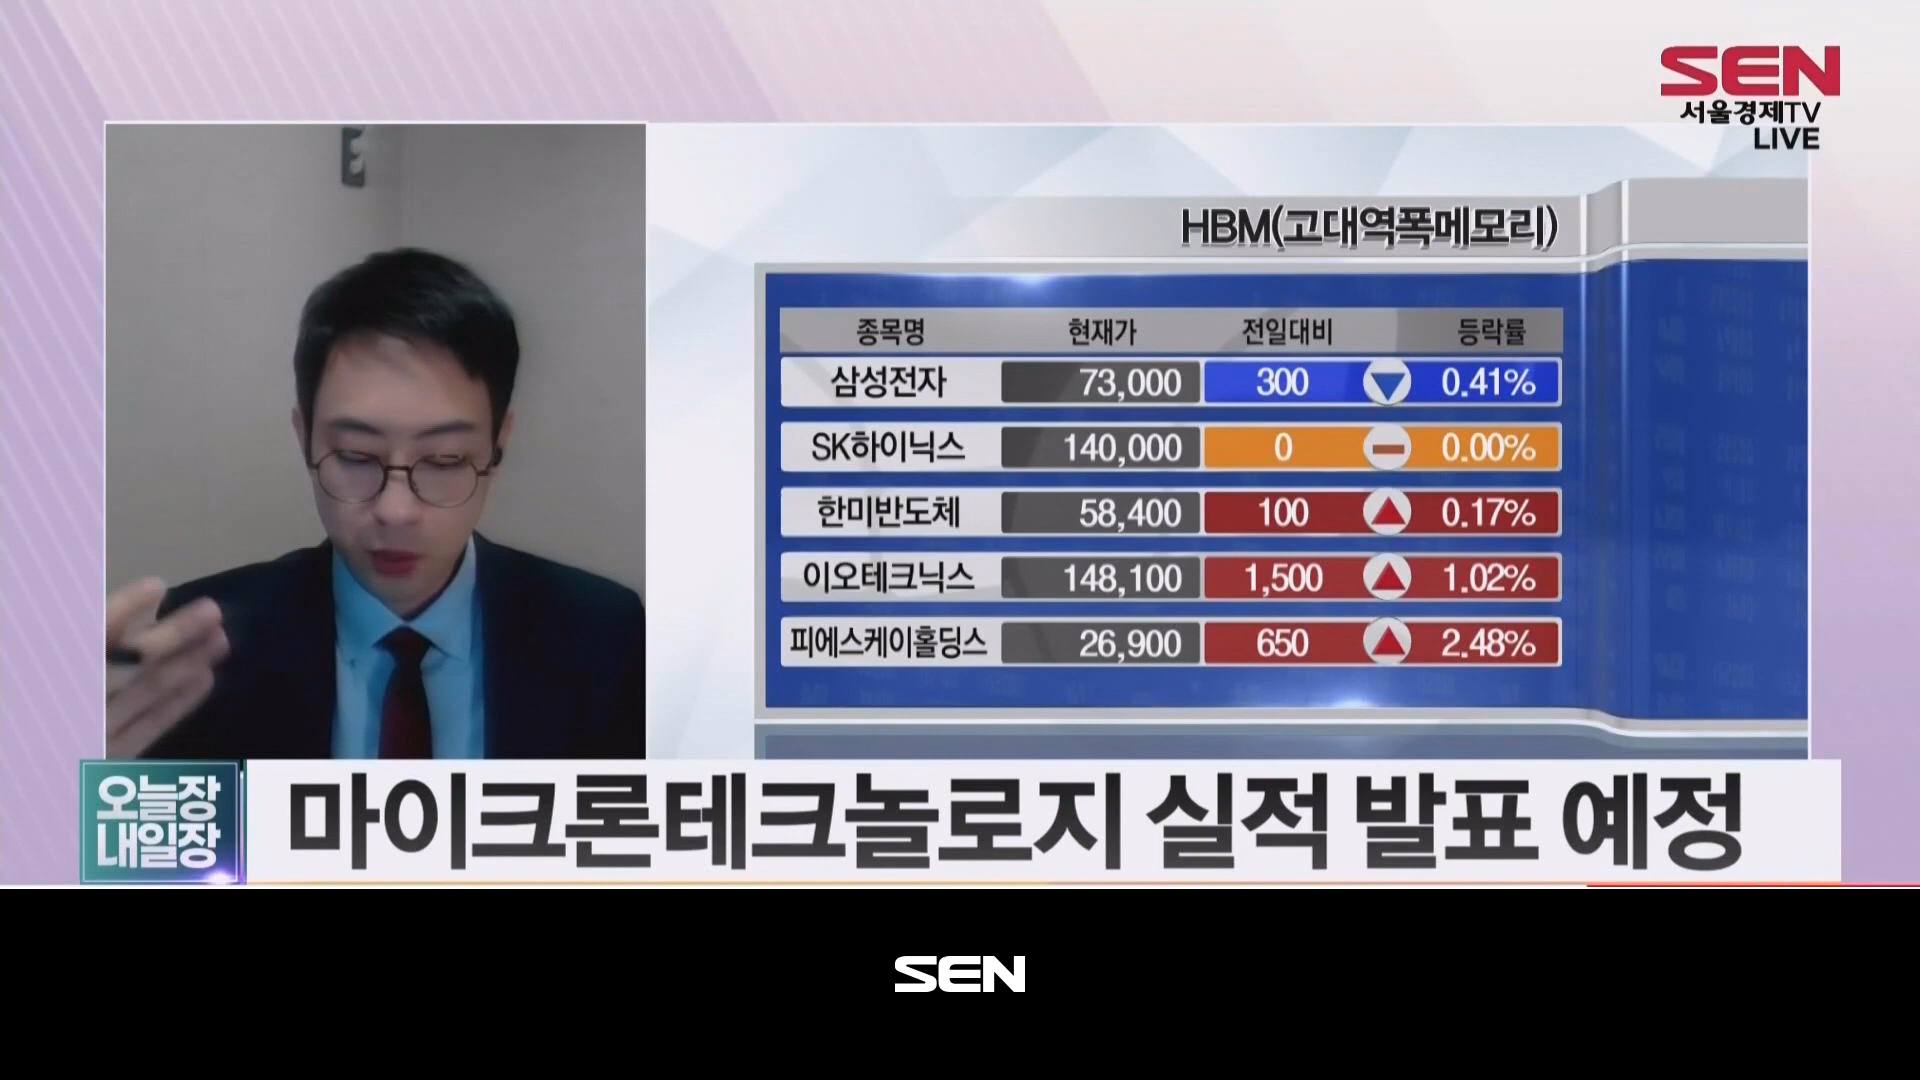 SEN
서울경제TV
LIVE
HBM(고대역폭메모리)
종목명 현재가 전일대비 등락률
삼성전자 73,000 300 ▼ 0.41%
SK하이닉스 140,000 0 - 0.00%
한미반도체 58,400 100 ▲ 0.17%
이오테크닉스 148,100 1,500 ▲ 1.02%
피에스케이홀딩스 26,900 650 ▲ 2.48%
오늘장
내일장
마이크론테크놀로지 실적 발표 예정
SEN